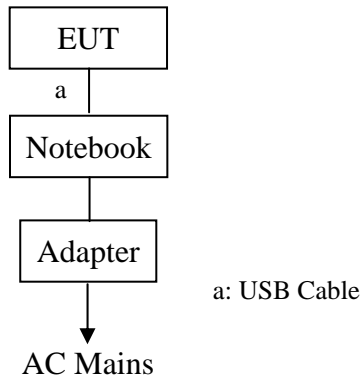 EUT
a
Notebook
Adapter
a: USB Cable
AC Mains